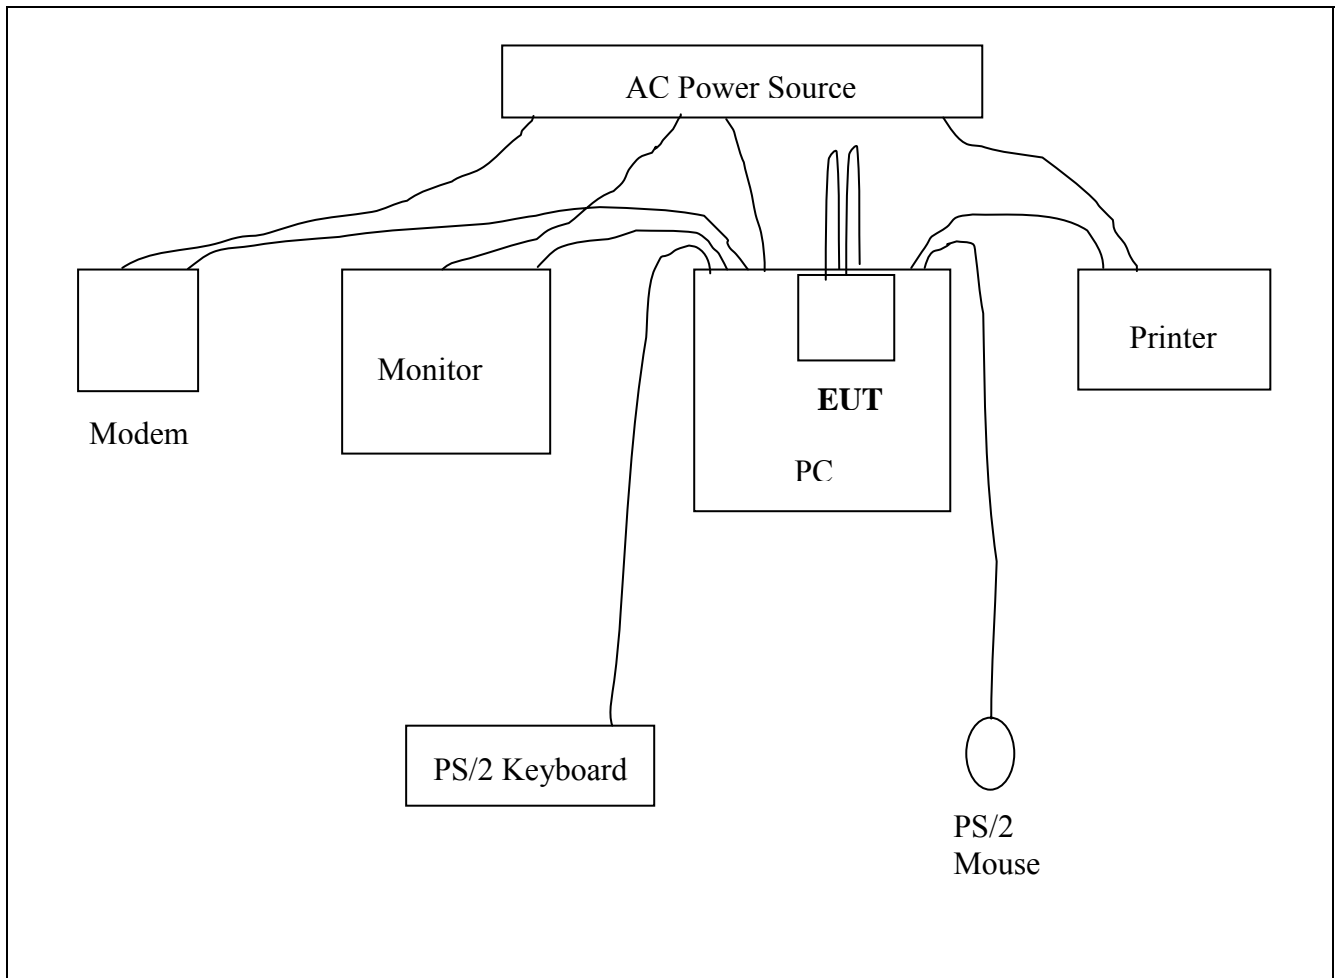 AC Power Source
Printer
Monitor
EUT
Modem
PC
PS/2 Keyboard
PS/2
Mouse